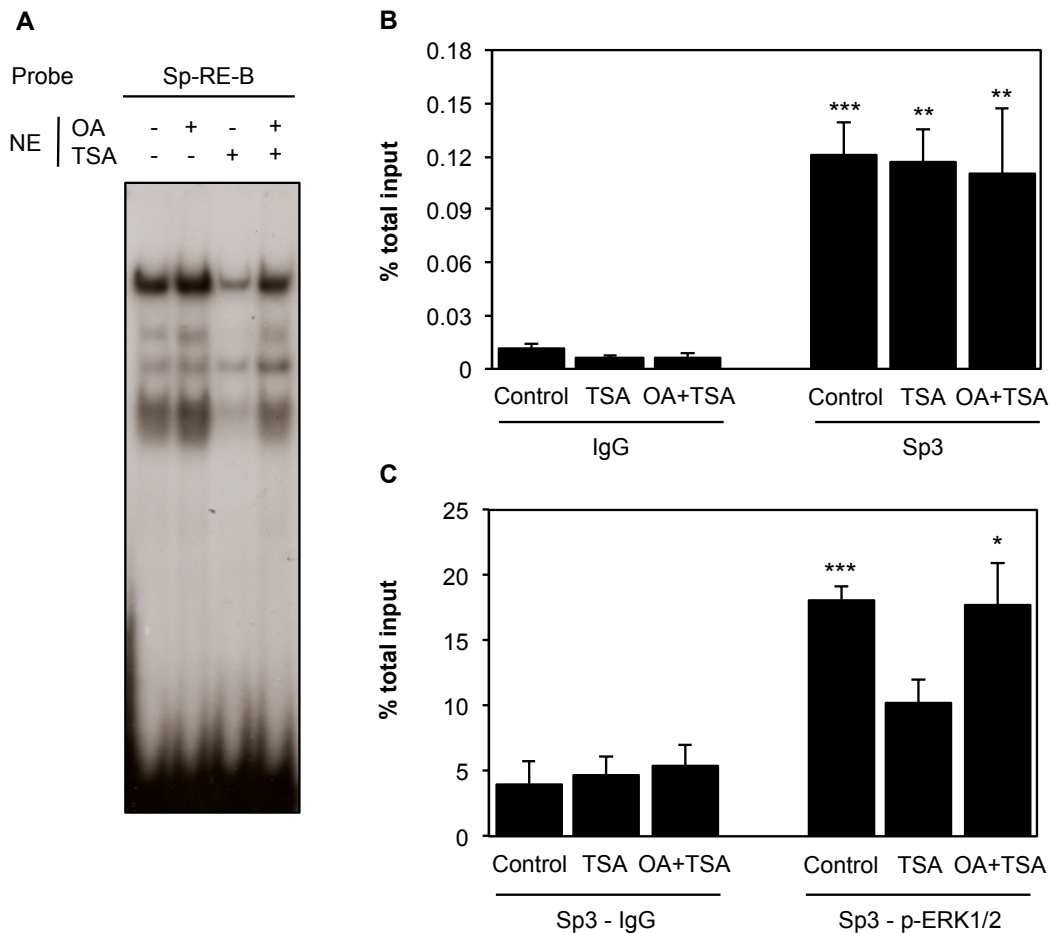 A
Probe Sp-RE-B
NE OA - + - +
TSA - - + +
B
% total input
0.18
0.15
0.12
0.09
0.06
0.03
0
*** ** **
Control TSA OA+TSA Control TSA OA+TSA
IgG Sp3
C
% total input
25
20
15
10
5
0
*** *
Control TSA OA+TSA Control TSA OA+TSA
Sp3 - IgG Sp3 - p-ERK1/2